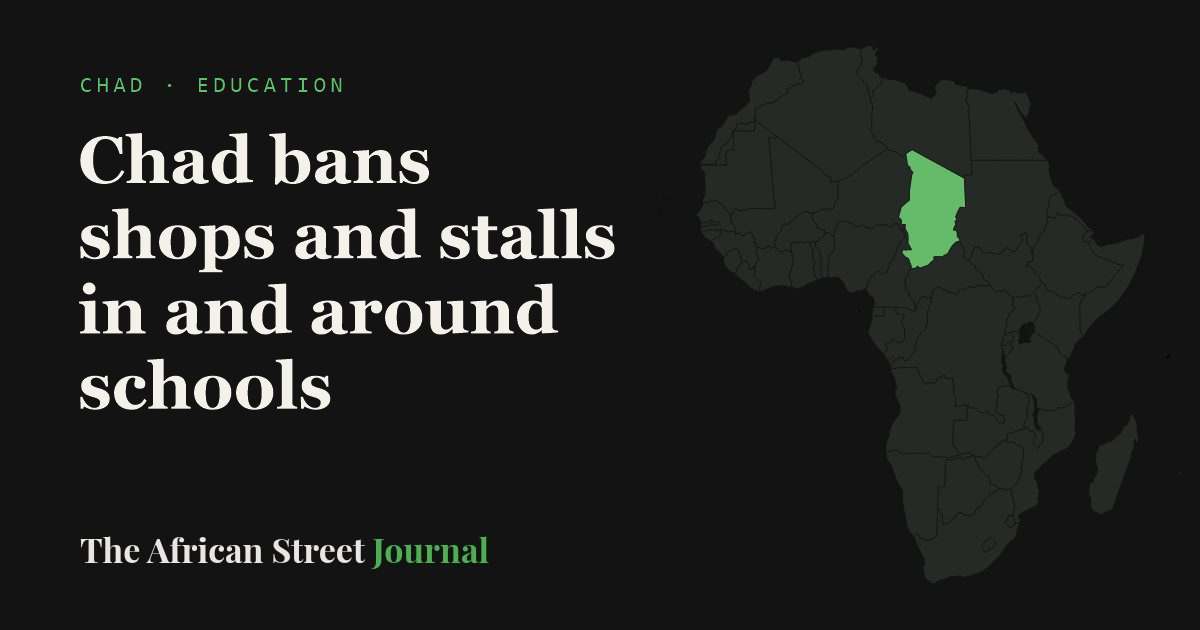 CHAD · EDUCATION
Chad bans
shops and stalls
in and around
schools
The African Street Journal